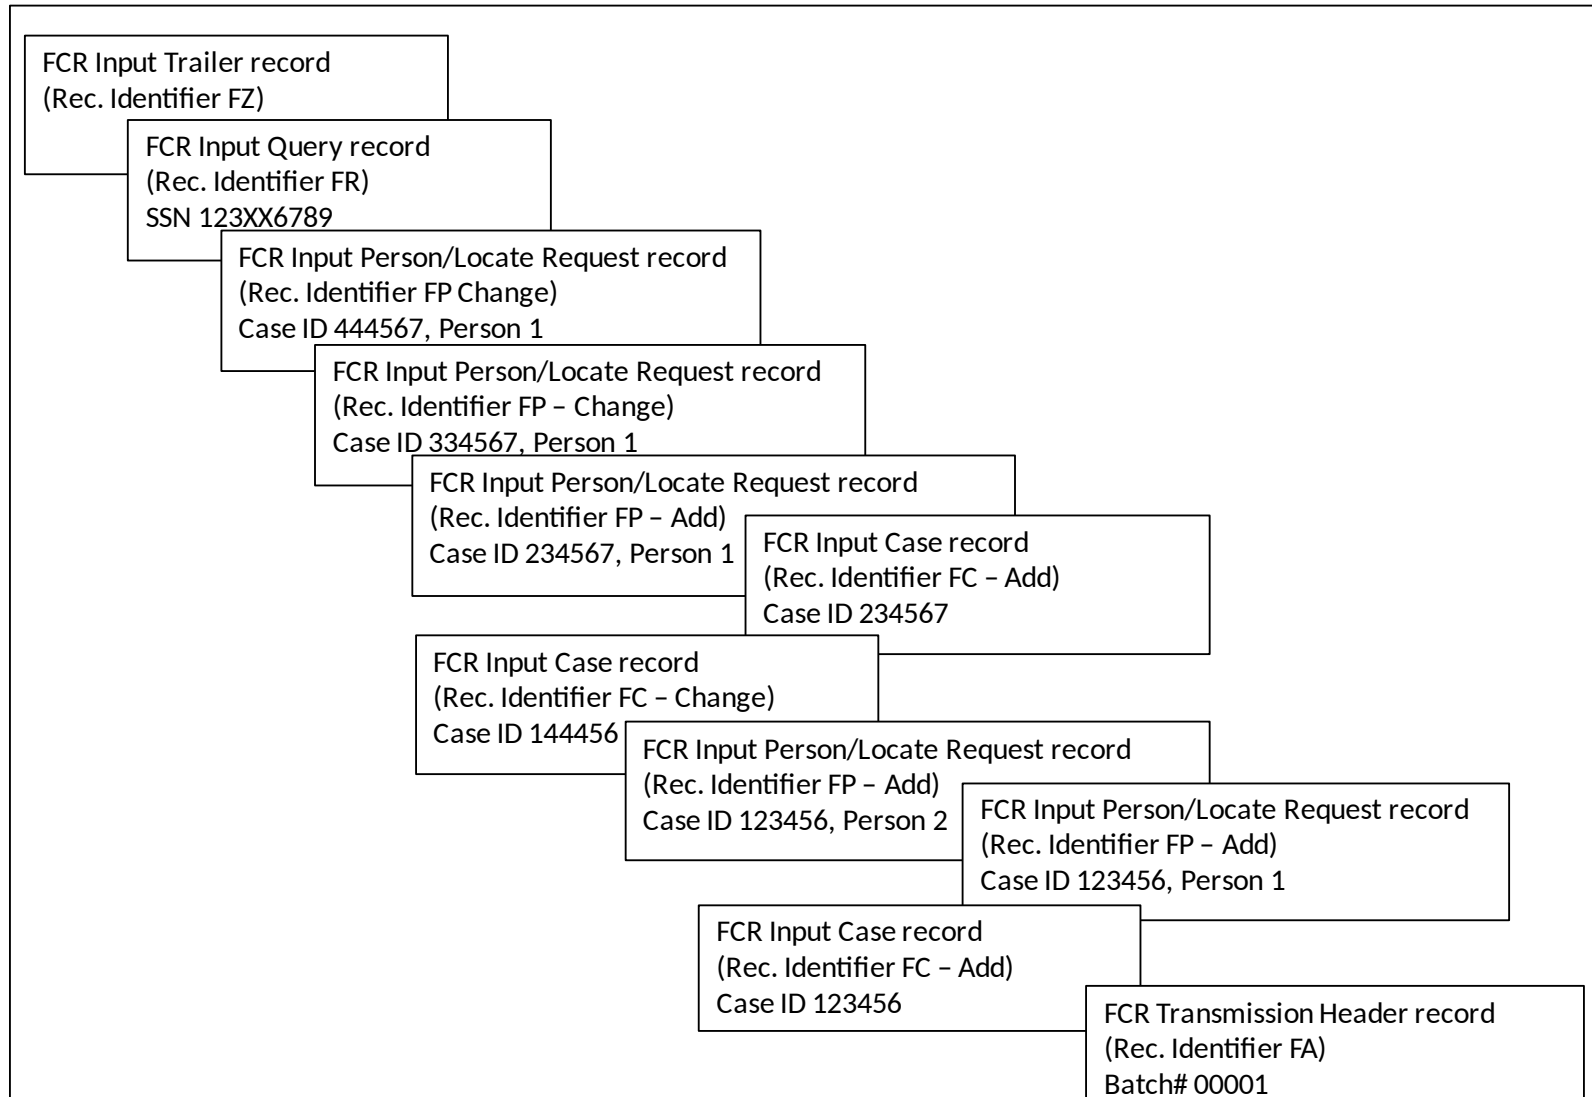 FCR Input Trailer record
(Rec. Identifier FZ)
FCR Input Query record
(Rec. Identifier FR)
SSN 123XX6789
FCR Input Person/Locate Request record
(Rec. Identifier FP Change)
Case ID 444567, Person 1
FCR Input Person/Locate Request record
(Rec. Identifier FP – Change)
Case ID 334567, Person 1
FCR Input Person/Locate Request record
(Rec. Identifier FP – Add)
Case ID 234567, Person 1
FCR Input Case record
(Rec. Identifier FC – Add)
Case ID 234567
FCR Input Case record
(Rec. Identifier FC – Change)
Case ID 144456
FCR Input Person/Locate Request record
(Rec. Identifier FP – Add)
Case ID 123456, Person 2
FCR Input Person/Locate Request record
(Rec. Identifier FP – Add)
Case ID 123456, Person 1
FCR Input Case record
(Rec. Identifier FC – Add)
Case ID 123456
FCR Transmission Header record
(Rec. Identifier FA)
Batch# 00001